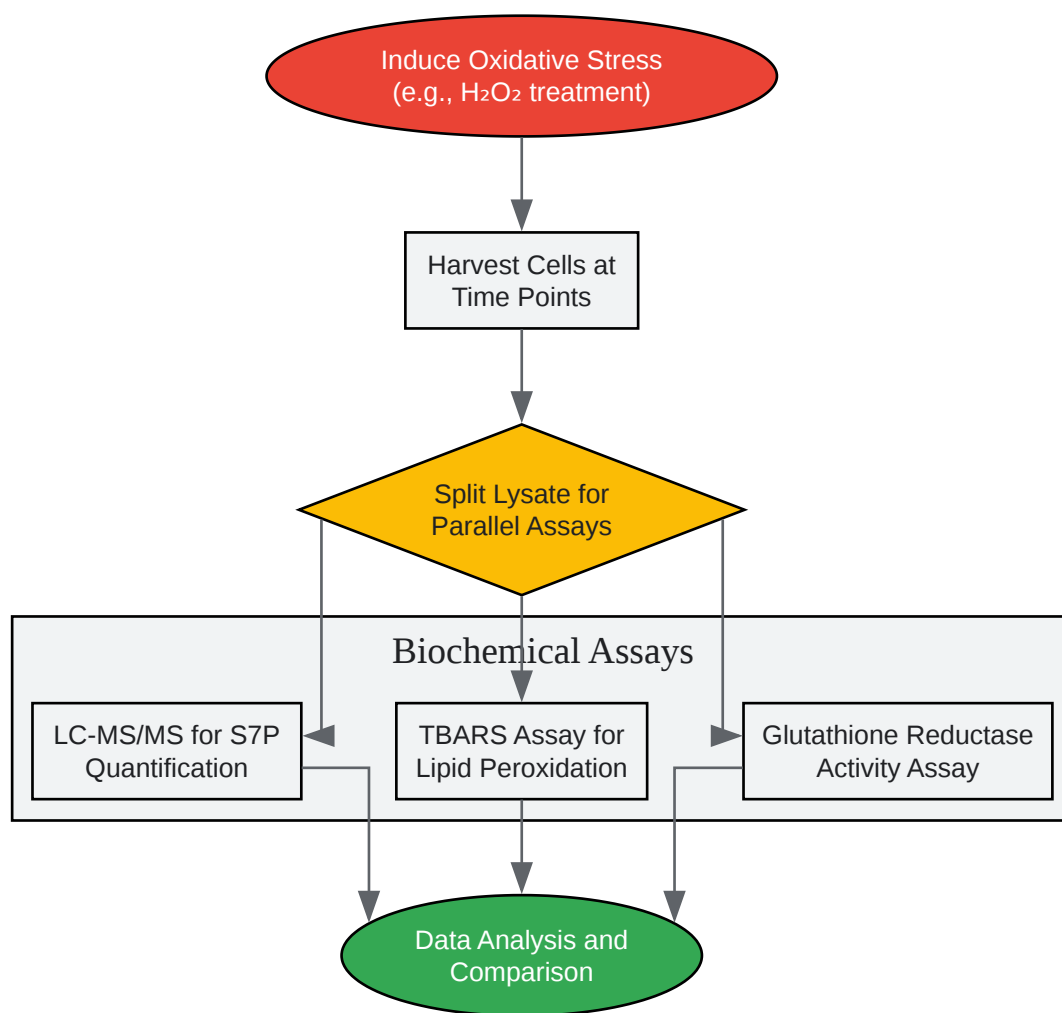 Induce Oxidative Stress
(e.g., H₂O₂ treatment)
Harvest Cells at
Time Points
Split Lysate for
Parallel Assays
Biochemical Assays
LC-MS/MS for S7P
Quantification
TBARS Assay for
Lipid Peroxidation
Glutathione Reductase
Activity Assay
Data Analysis and
Comparison